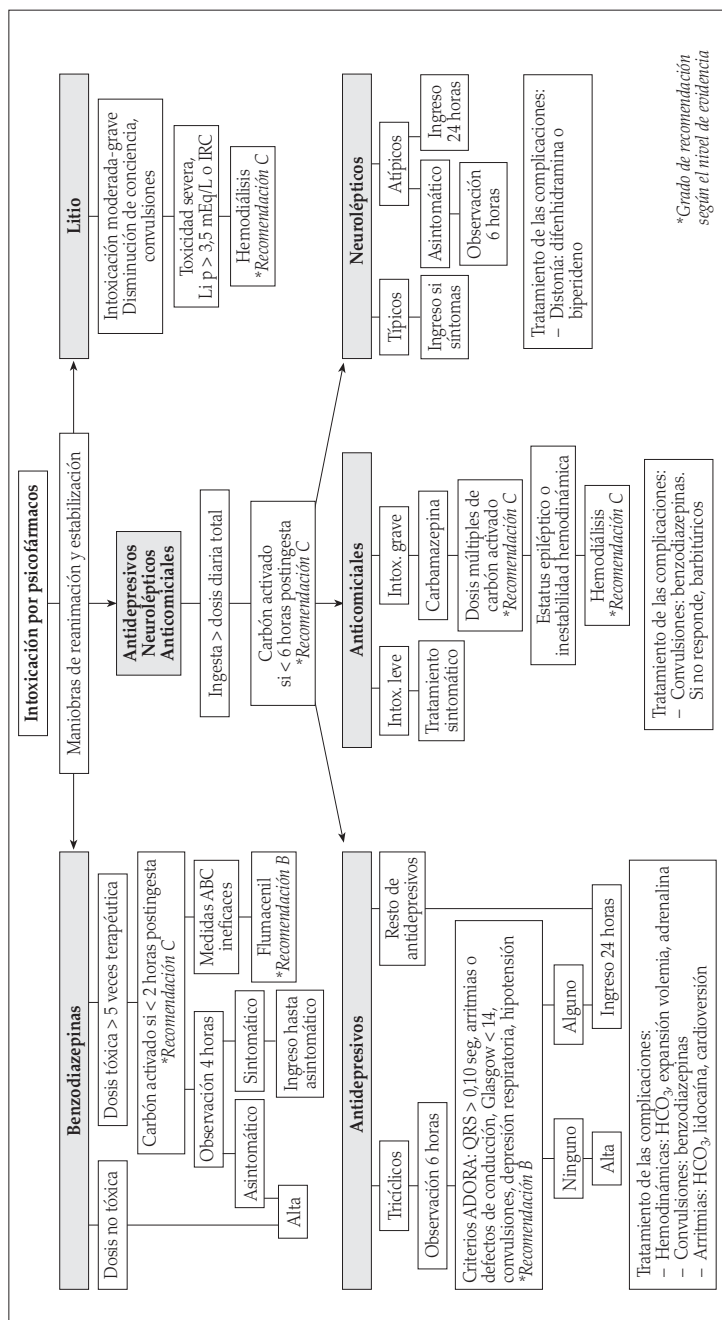 Intoxicación por psicofármacos
Maniobras de reanimación y estabilización
Benzodiazepinas
Dosis no tóxica
Dosis tóxica > 5 veces terapéutica
Carbón activado si < 2 horas postingesta
*Recomendación C
Observación 4 horas
Medidas ABC
ineficaces
Asintomático
Sintomático
Flumacenil
*Recomendación B
Alta
Ingreso hasta
asintomático
Antidepresivos
Neurolépticos
Anticomiciales
Ingesta > dosis diaria total
Carbón activado
si < 6 horas postingesta
*Recomendación C
Litio
Intoxicación moderada-grave
Disminución de conciencia,
convulsiones
Toxicidad severa,
Li p > 3,5 mEq/L o IRC
Hemodiálisis
*Recomendación C
Antidepresivos
Tricíclicos
Resto de
antidepresivos
Observación 6 horas
Criterios ADORA: QRS > 0,10 seg, arritmias o
defectos de conducción, Glasgow < 14,
convulsiones, depresión respiratoria, hipotensión
*Recomendación B
Ninguno
Alguno
Alta
Ingreso 24 horas
Tratamiento de las complicaciones:
– Hemodinámicas: HCO3, expansión volemia, adrenalina
– Convulsiones: benzodiazepinas
– Arritmias: HCO3, lidocaína, cardioversión
Anticomiciales
Intox. leve
Intox. grave
Tratamiento
sintomático
Carbamazepina
Dosis múltiples de
carbón activado
*Recomendación C
Estatus epiléptico o
inestabilidad hemodinámica
Hemodiálisis
*Recomendación C
Tratamiento de las complicaciones:
– Convulsiones: benzodiazepinas.
Si no responde, barbitúricos
Neurolépticos
Típicos
Atípicos
Ingreso si
síntomas
Asintomático
Ingreso
24 horas
Observación
6 horas
Tratamiento de las complicaciones:
– Distonía: difenhidramina o
biperideno
*Grado de recomendación
según el nivel de evidencia